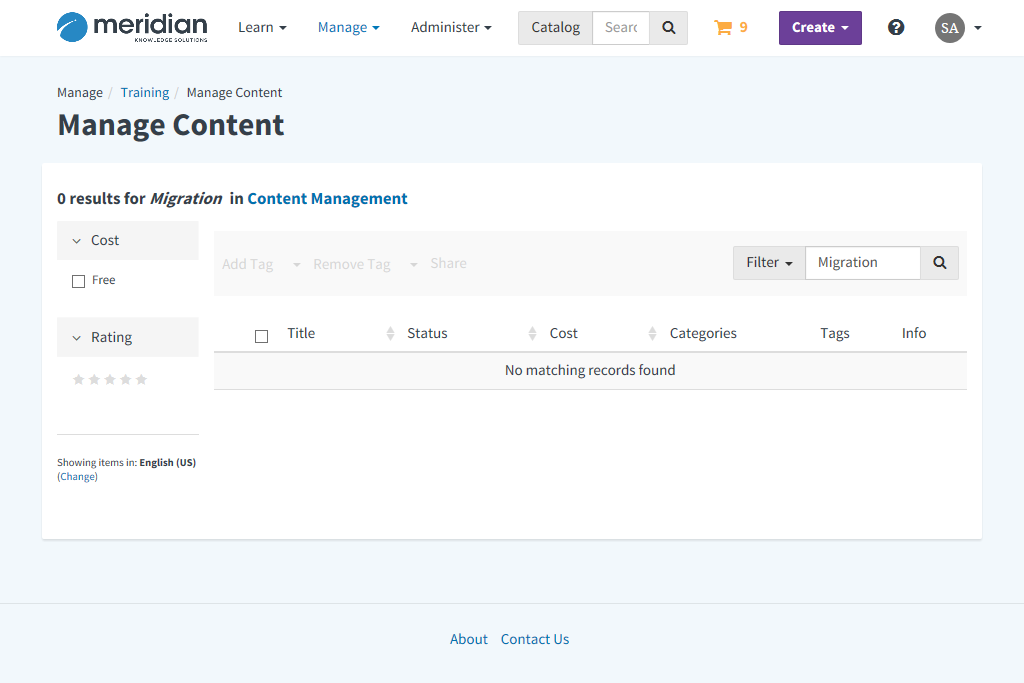 meridian
KNOWLEDGE SOLUTIONS
Learn
Manage
Administer
Catalog
Searc
9
Create
?
SA
Manage / Training / Manage Content
Manage Content
0 results for Migration in Content Management
Cost
Free
Rating
Showing items in: English (US)
(Change)
Add Tag
Remove Tag
Share
Filter
Migration
Title
Status
Cost
Categories
Tags
Info
No matching records found
About
Contact Us